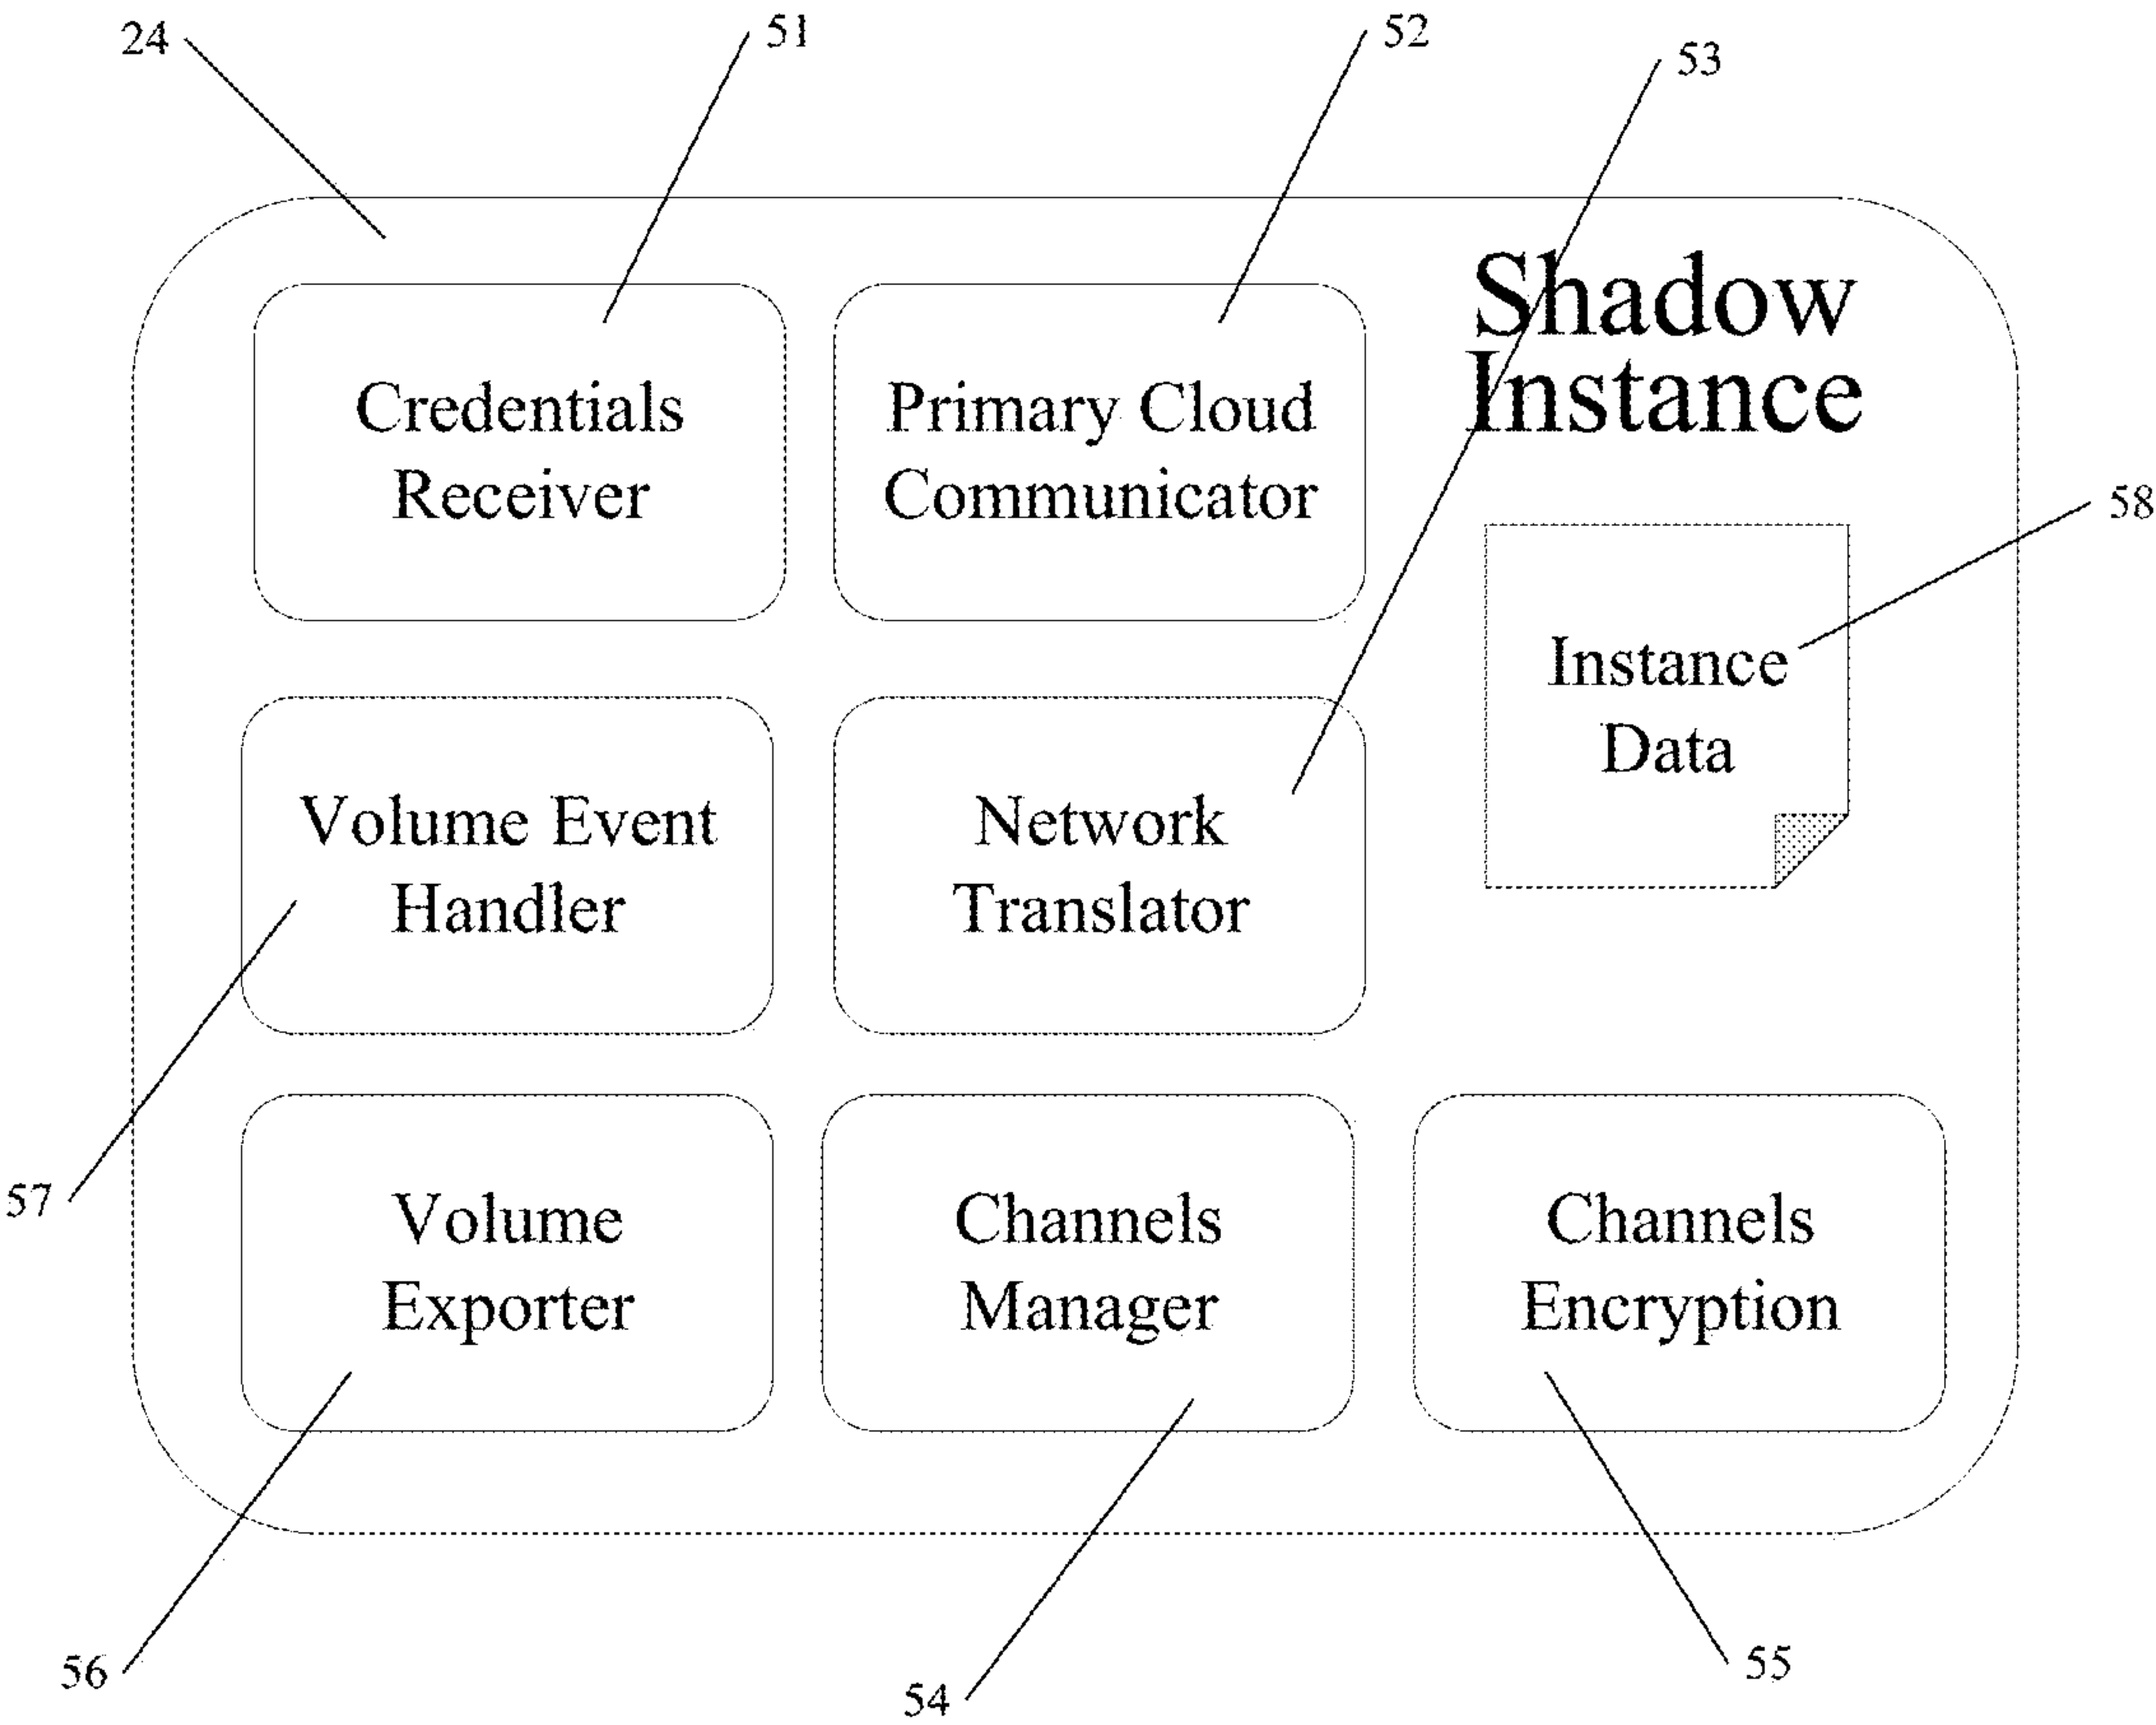 24
51
52
53
Shadow
Instance
Credentials
Receiver
Primary Cloud
Communicator
58
Instance
Data
Volume Event
Handler
Network
Translator
57
Volume
Exporter
Channels
Manager
Channels
Encryption
56
54
55